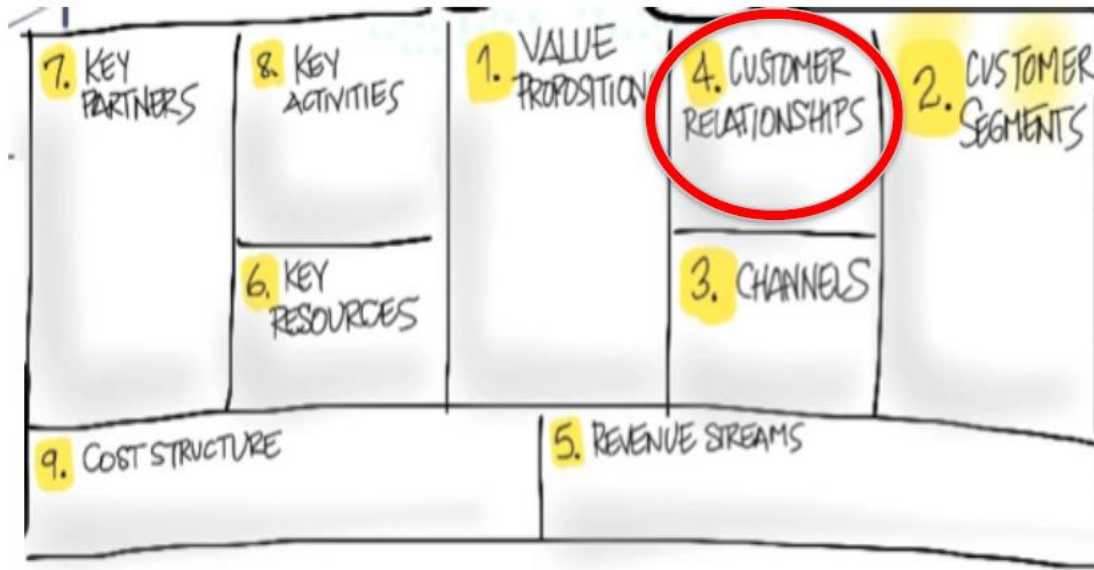 7. KEY
PARTNERS
8. KEY
ACTIVITIES
6. KEY
RESOURCES
1. VALUE
PROPOSITION
4. CUSTOMER
RELATIONSHIPS
3. CHANNELS
2. CUSTOMER
SEGMENTS
9. COST STRUCTURE
5. REVENUE STREAMS